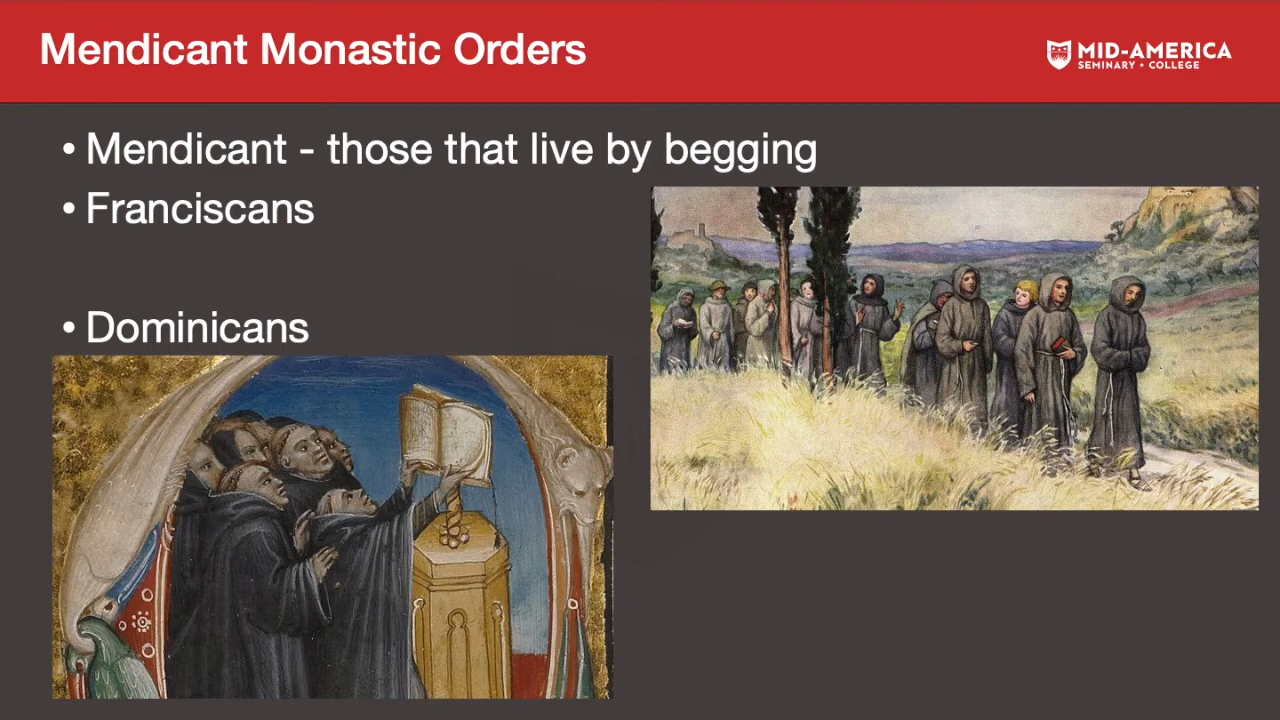 Mendicant Monastic Orders
MID-AMERICA
SEMINARY • COLLEGE
• Mendicant - those that live by begging
• Franciscans
• Dominicans